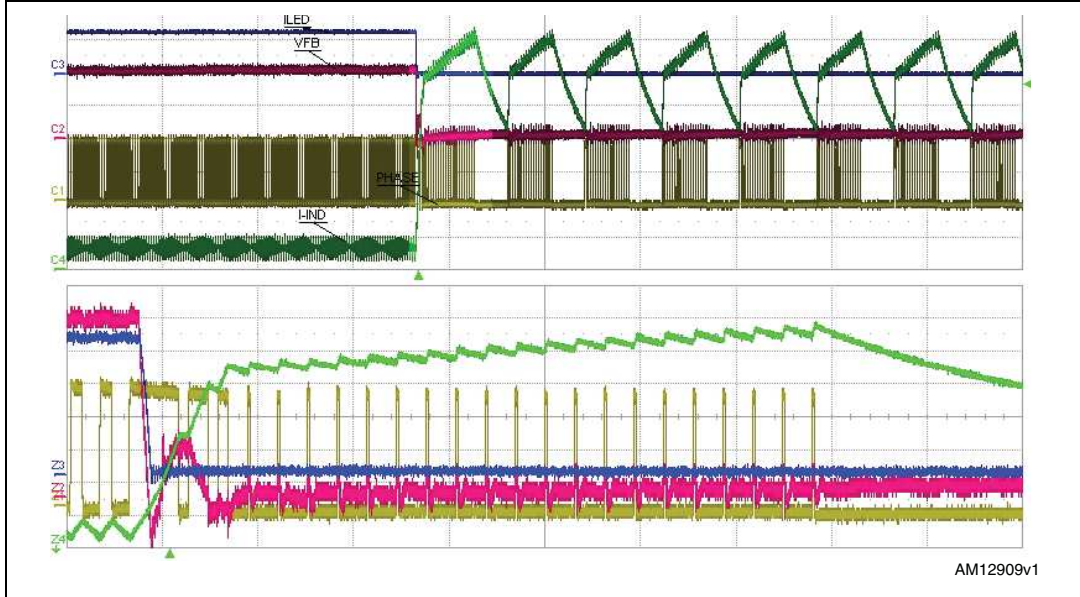 ILED
VFB
C3
C2
PHASE
C1
I-IND
C4
Z3
Z4
AM12909v1